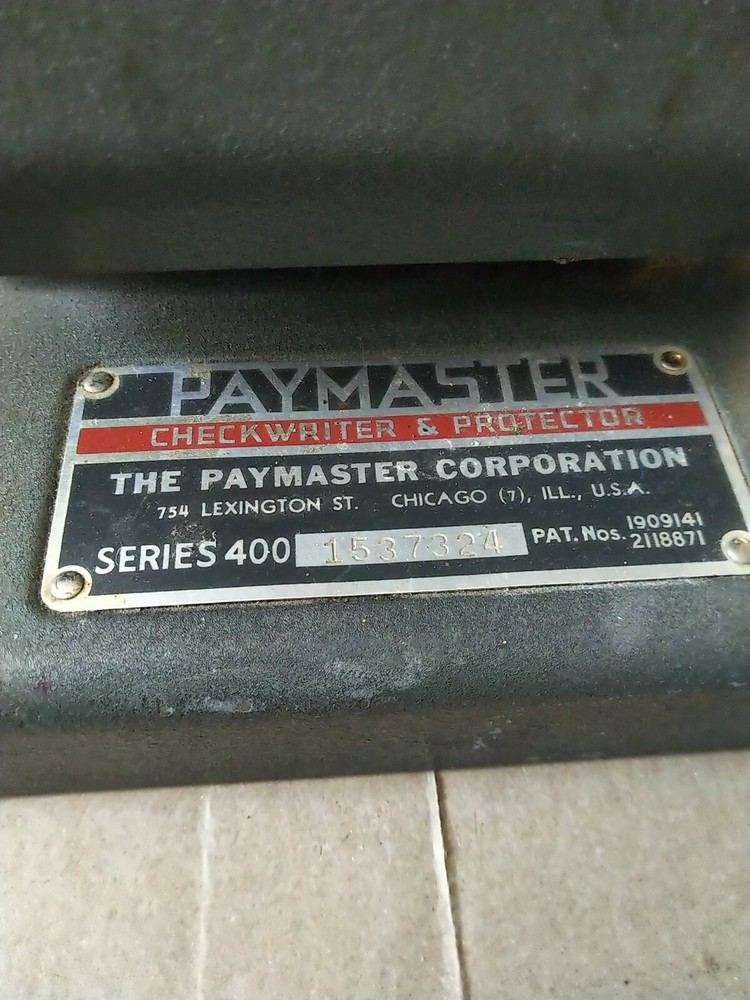 PAYMASTER
CHECKWRITER & PROTECTOR
THE PAYMASTER CORPORATION
754 LEXINGTON ST. CHICAGO (7), ILL., U.S.A.
SERIES 400 1537324 PAT. Nos. 1909141
2118871